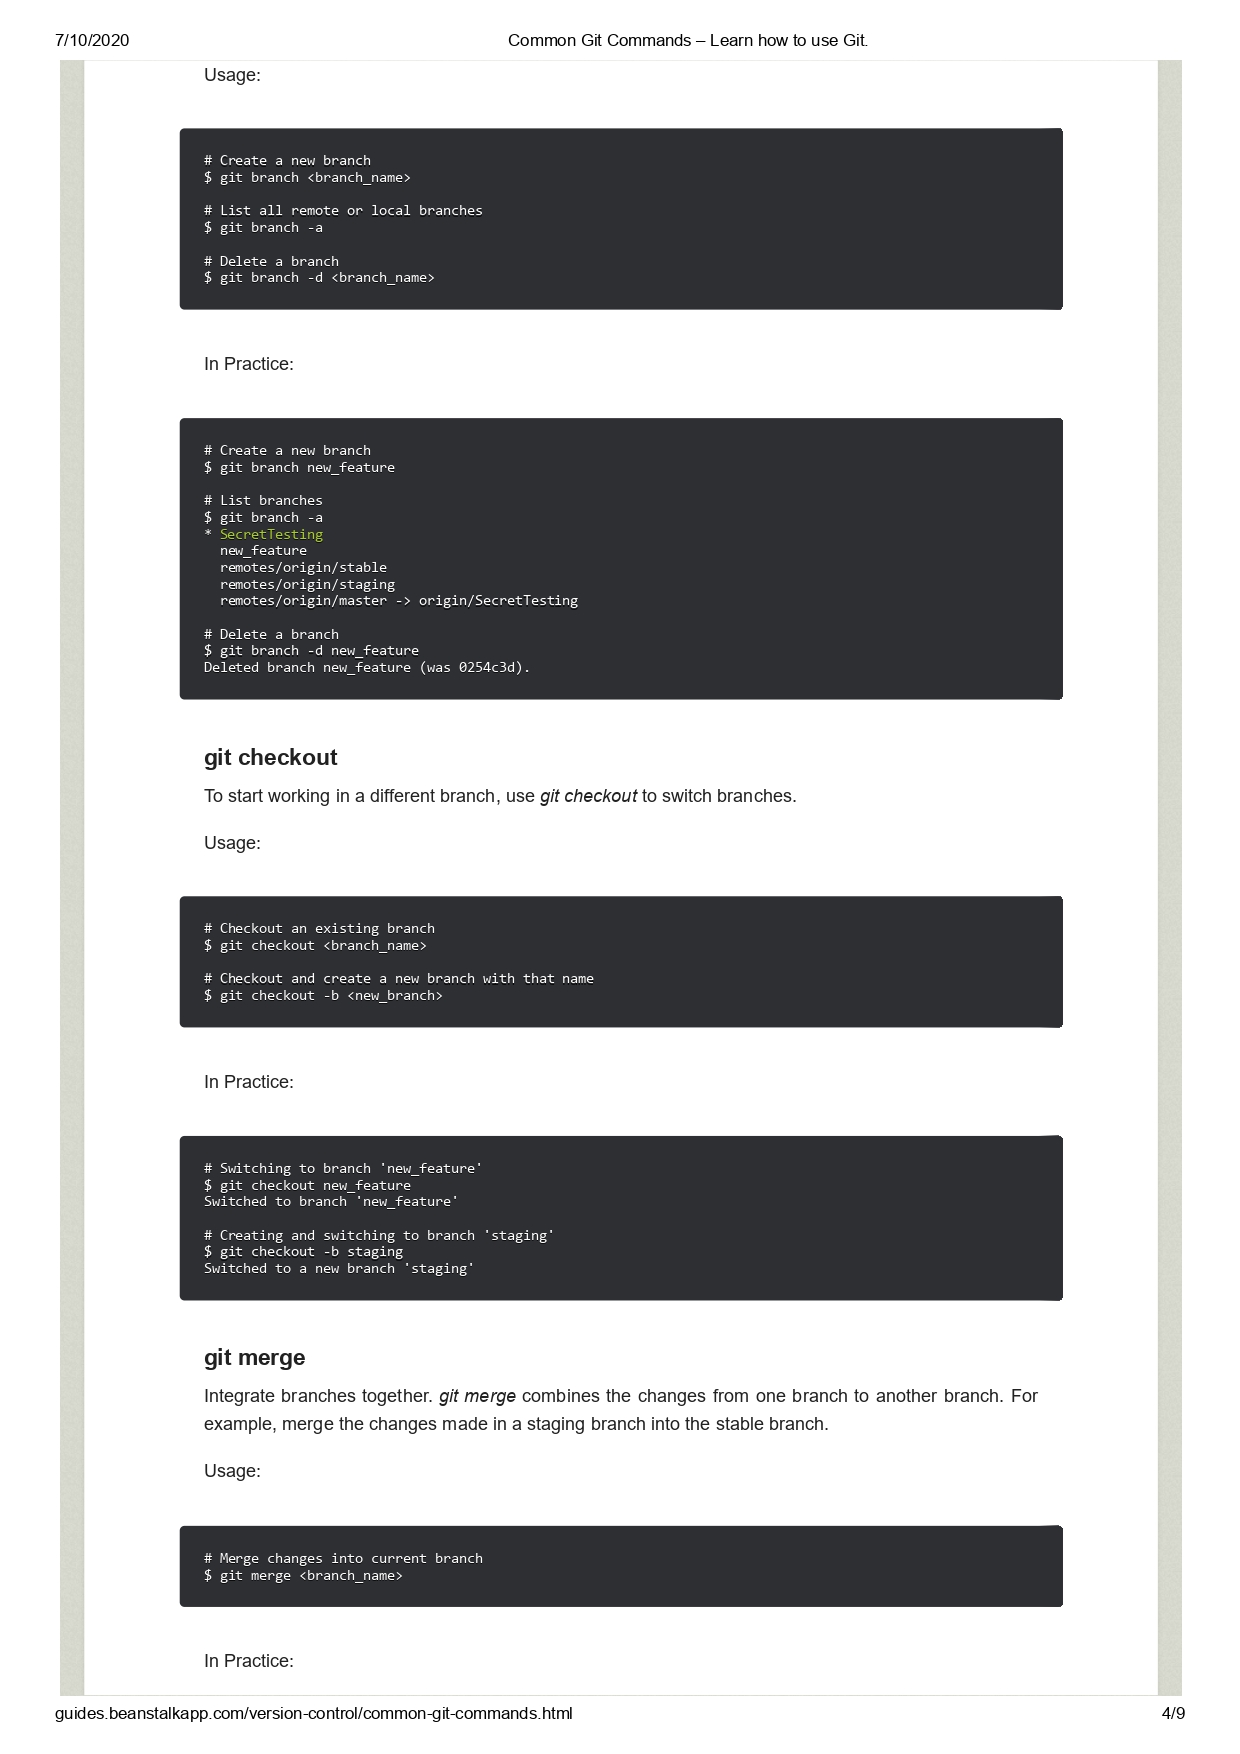 7/10/2020
Common Git Commands – Learn how to use Git.
Usage:
# Create a new branch
$ git branch <branch_name>
# List all remote or local branches
$ git branch -a
# Delete a branch
$ git branch -d <branch_name>
In Practice:
# Create a new branch
$ git branch new_feature
# List branches
$ git branch -a
* SecretTesting
  new_feature
  remotes/origin/stable
  remotes/origin/staging
  remotes/origin/master -> origin/SecretTesting
# Delete a branch
$ git branch -d new_feature
Deleted branch new_feature (was 0254c3d).
git checkout
To start working in a different branch, use git checkout to switch branches.
Usage:
# Checkout an existing branch
$ git checkout <branch_name>
# Checkout and create a new branch with that name
$ git checkout -b <new_branch>
In Practice:
# Switching to branch 'new_feature'
$ git checkout new_feature
Switched to branch 'new_feature'
# Creating and switching to branch 'staging'
$ git checkout -b staging
Switched to a new branch 'staging'
git merge
Integrate branches together. git merge combines the changes from one branch to another branch. For
example, merge the changes made in a staging branch into the stable branch.
Usage:
# Merge changes into current branch
$ git merge <branch_name>
In Practice:
guides.beanstalkapp.com/version-control/common-git-commands.html
4/9